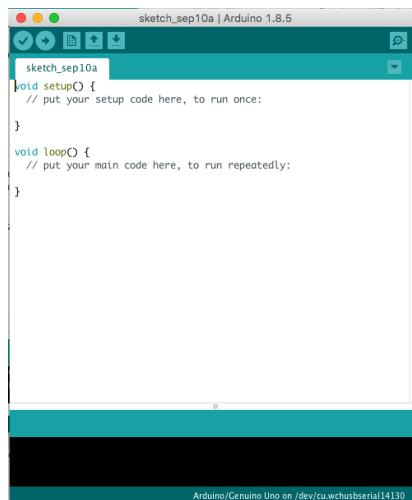 sketch_sep10a | Arduino 1.8.5
sketch_sep10a
void setup() {
// put your setup code here, to run once:
}
void loop() {
// put your main code here, to run repeatedly:
}
Arduino/Genuino Uno on /dev/cu.wchusbserial14130